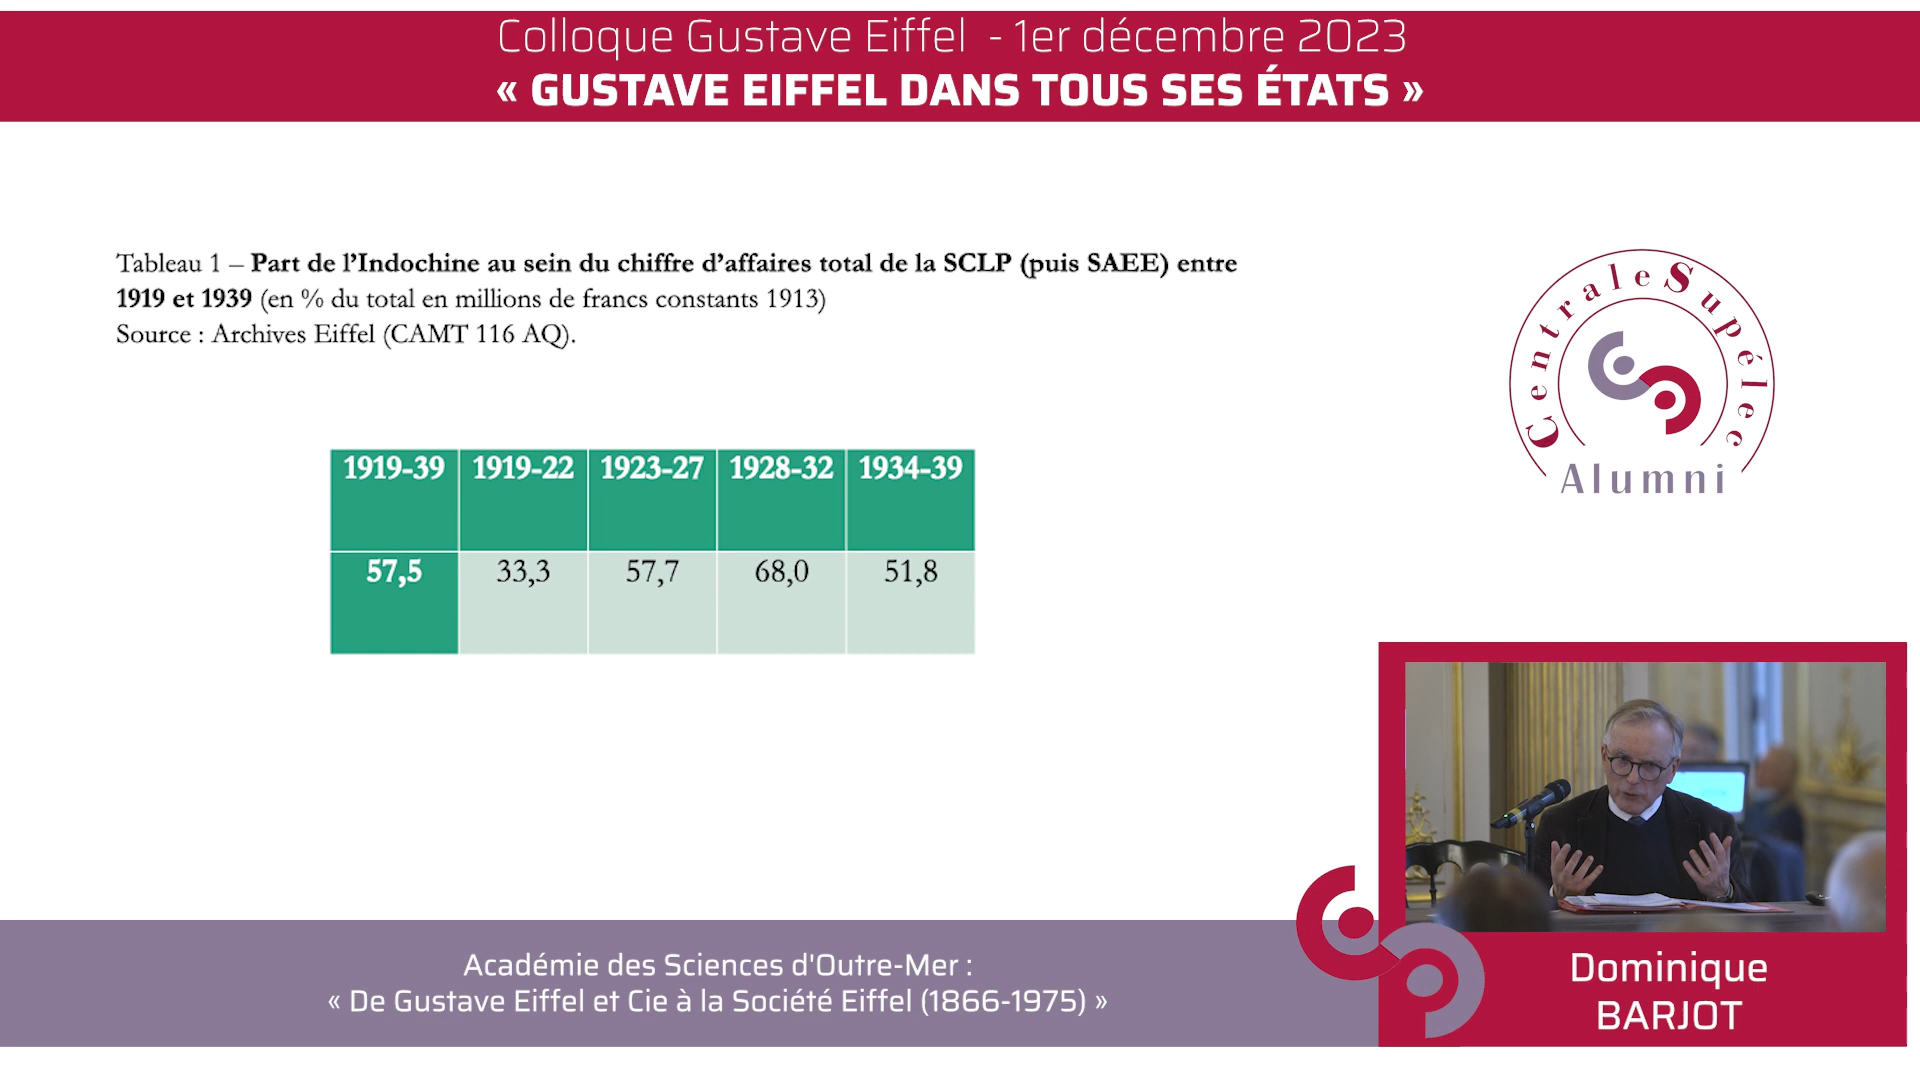 Colloque Gustave Eiffel - 1er décembre 2023
« GUSTAVE EIFFEL DANS TOUS SES ÉTATS »
Tableau 1 – Part de l’Indochine au sein du chiffre d’affaires total de la SCLP (puis SAEE) entre
1919 et 1939 (en % du total en millions de francs constants 1913)
Source : Archives Eiffel (CAMT 116 AQ).
1919-39 1919-22 1923-27 1928-32 1934-39
57,5 33,3 57,7 68,0 51,8
CentraleSupélec
Alumni
Académie des Sciences d'Outre-Mer :
« De Gustave Eiffel et Cie à la Société Eiffel (1866-1975) »
Dominique
BARJOT